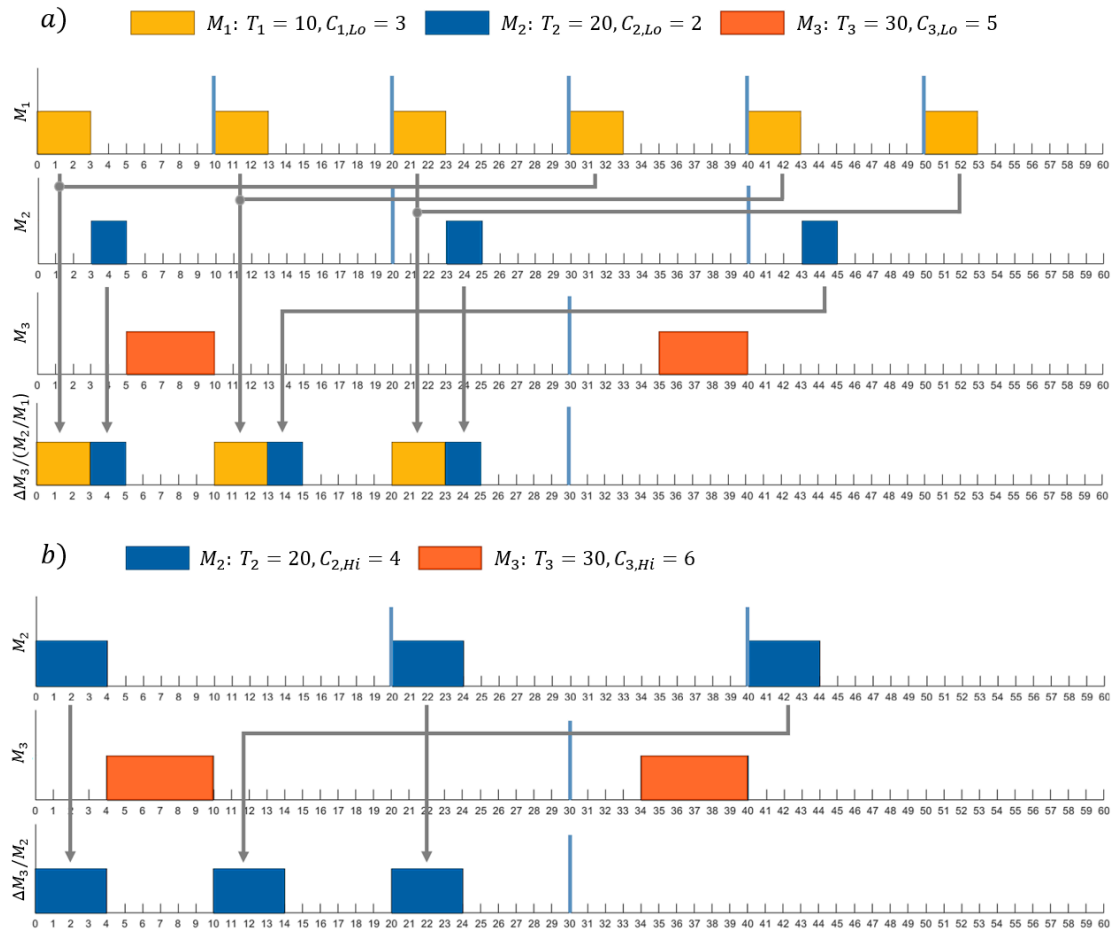 a) M₁: T₁ = 10, C₁,Lo = 3 M₂: T₂ = 20, C₂,Lo = 2 M₃: T₃ = 30, C₃,Lo = 5
M₁
0 1 2 3 4 5 6 7 8 9 10 11 12 13 14 15 16 17 18 19 20 21 22 23 24 25 26 27 28 29 30 31 32 33 34 35 36 37 38 39 40 41 42 43 44 45 46 47 48 49 50 51 52 53 54 55 56 57 58 59 60
M₂
0 1 2 3 4 5 6 7 8 9 10 11 12 13 14 15 16 17 18 19 20 21 22 23 24 25 26 27 28 29 30 31 32 33 34 35 36 37 38 39 40 41 42 43 44 45 46 47 48 49 50 51 52 53 54 55 56 57 58 59 60
M₃
0 1 2 3 4 5 6 7 8 9 10 11 12 13 14 15 16 17 18 19 20 21 22 23 24 25 26 27 28 29 30 31 32 33 34 35 36 37 38 39 40 41 42 43 44 45 46 47 48 49 50 51 52 53 54 55 56 57 58 59 60
ΔM₃/(M₂/M₁)
0 1 2 3 4 5 6 7 8 9 10 11 12 13 14 15 16 17 18 19 20 21 22 23 24 25 26 27 28 29 30 31 32 33 34 35 36 37 38 39 40 41 42 43 44 45 46 47 48 49 50 51 52 53 54 55 56 57 58 59 60
b) M₂: T₂ = 20, C₂,Hi = 4 M₃: T₃ = 30, C₃,Hi = 6
M₂
0 1 2 3 4 5 6 7 8 9 10 11 12 13 14 15 16 17 18 19 20 21 22 23 24 25 26 27 28 29 30 31 32 33 34 35 36 37 38 39 40 41 42 43 44 45 46 47 48 49 50 51 52 53 54 55 56 57 58 59 60
M₃
0 1 2 3 4 5 6 7 8 9 10 11 12 13 14 15 16 17 18 19 20 21 22 23 24 25 26 27 28 29 30 31 32 33 34 35 36 37 38 39 40 41 42 43 44 45 46 47 48 49 50 51 52 53 54 55 56 57 58 59 60
ΔM₃/M₂
0 1 2 3 4 5 6 7 8 9 10 11 12 13 14 15 16 17 18 19 20 21 22 23 24 25 26 27 28 29 30 31 32 33 34 35 36 37 38 39 40 41 42 43 44 45 46 47 48 49 50 51 52 53 54 55 56 57 58 59 60